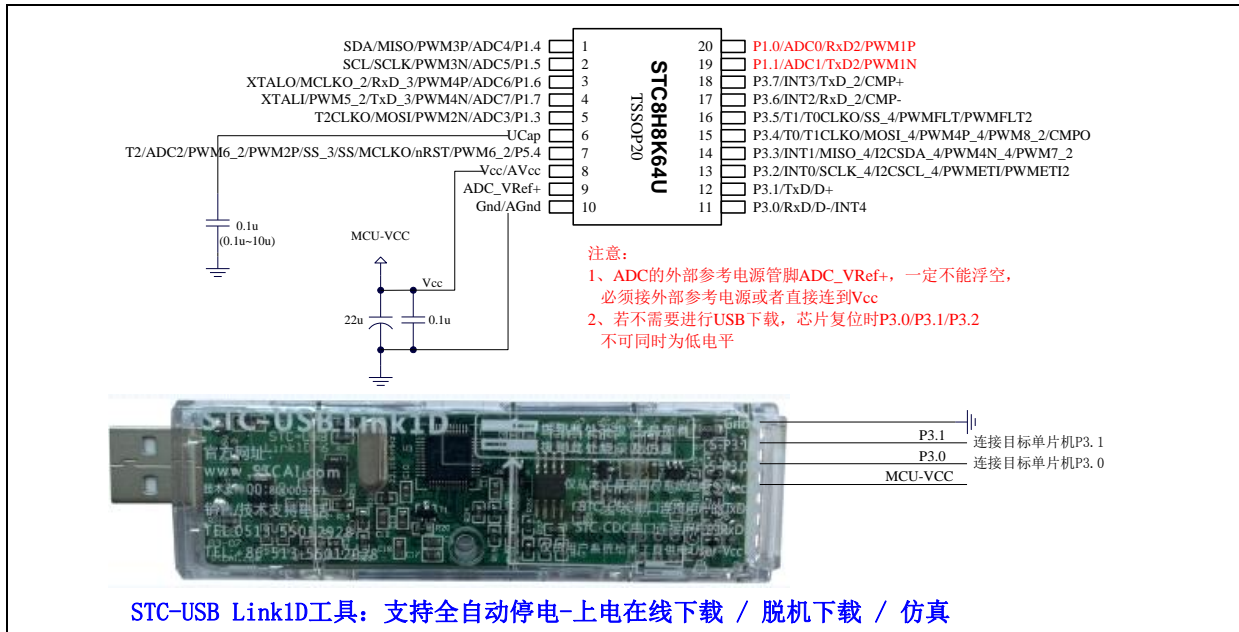 SDA/MISO/PWM3P/ADC4/P1.4 1
SCL/SCLK/PWM3N/ADC5/P1.5 2
XTALO/MCLKO_2/RxD_3/PWM4P/ADC6/P1.6 3
XTALI/PWM5_2/TxD_3/PWM4N/ADC7/P1.7 4
T2CLKO/MOSI/PWM2N/ADC3/P1.3 5
UCap 6
T2/ADC2/PWM6_2/PWM2P/SS_3/SS/MCLKO/nRST/PWM6_2/P5.4 7
Vcc/AVcc 8
ADC_VRef+ 9
Gnd/AGnd 10
STC8H8K64U
TSSOP20
20 P1.0/ADC0/RxD2/PWM1P
19 P1.1/ADC1/TxD2/PWM1N
18 P3.7/INT3/TxD_2/CMP+
17 P3.6/INT2/RxD_2/CMP-
16 P3.5/T1/T0CLKO/SS_4/PWMFLT/PWMFLT2
15 P3.4/T0/T1CLKO/MOSI_4/PWM4P_4/PWM8_2/CMPO
14 P3.3/INT1/MISO_4/I2CSDA_4/PWM4N_4/PWM7_2
13 P3.2/INT0/SCLK_4/I2CSCL_4/PWMETI/PWMETI2
12 P3.1/TxD/D+
11 P3.0/RxD/D-/INT4
0.1u
(0.1u~10u)
MCU-VCC
Vcc
22u
0.1u
注意：
1、ADC的外部参考电源管脚ADC_VRef+，一定不能浮空，
必须接外部参考电源或者直接连到Vcc
2、若不需要进行USB下载，芯片复位时P3.0/P3.1/P3.2
不可同时为低电平
STC-USB Link1D
官方网址:
www.STCAI.com
P3.1 连接目标单片机P3.1
P3.0 连接目标单片机P3.0
MCU-VCC
STC-USB Link1D工具：支持全自动停电-上电在线下载 / 脱机下载 / 仿真